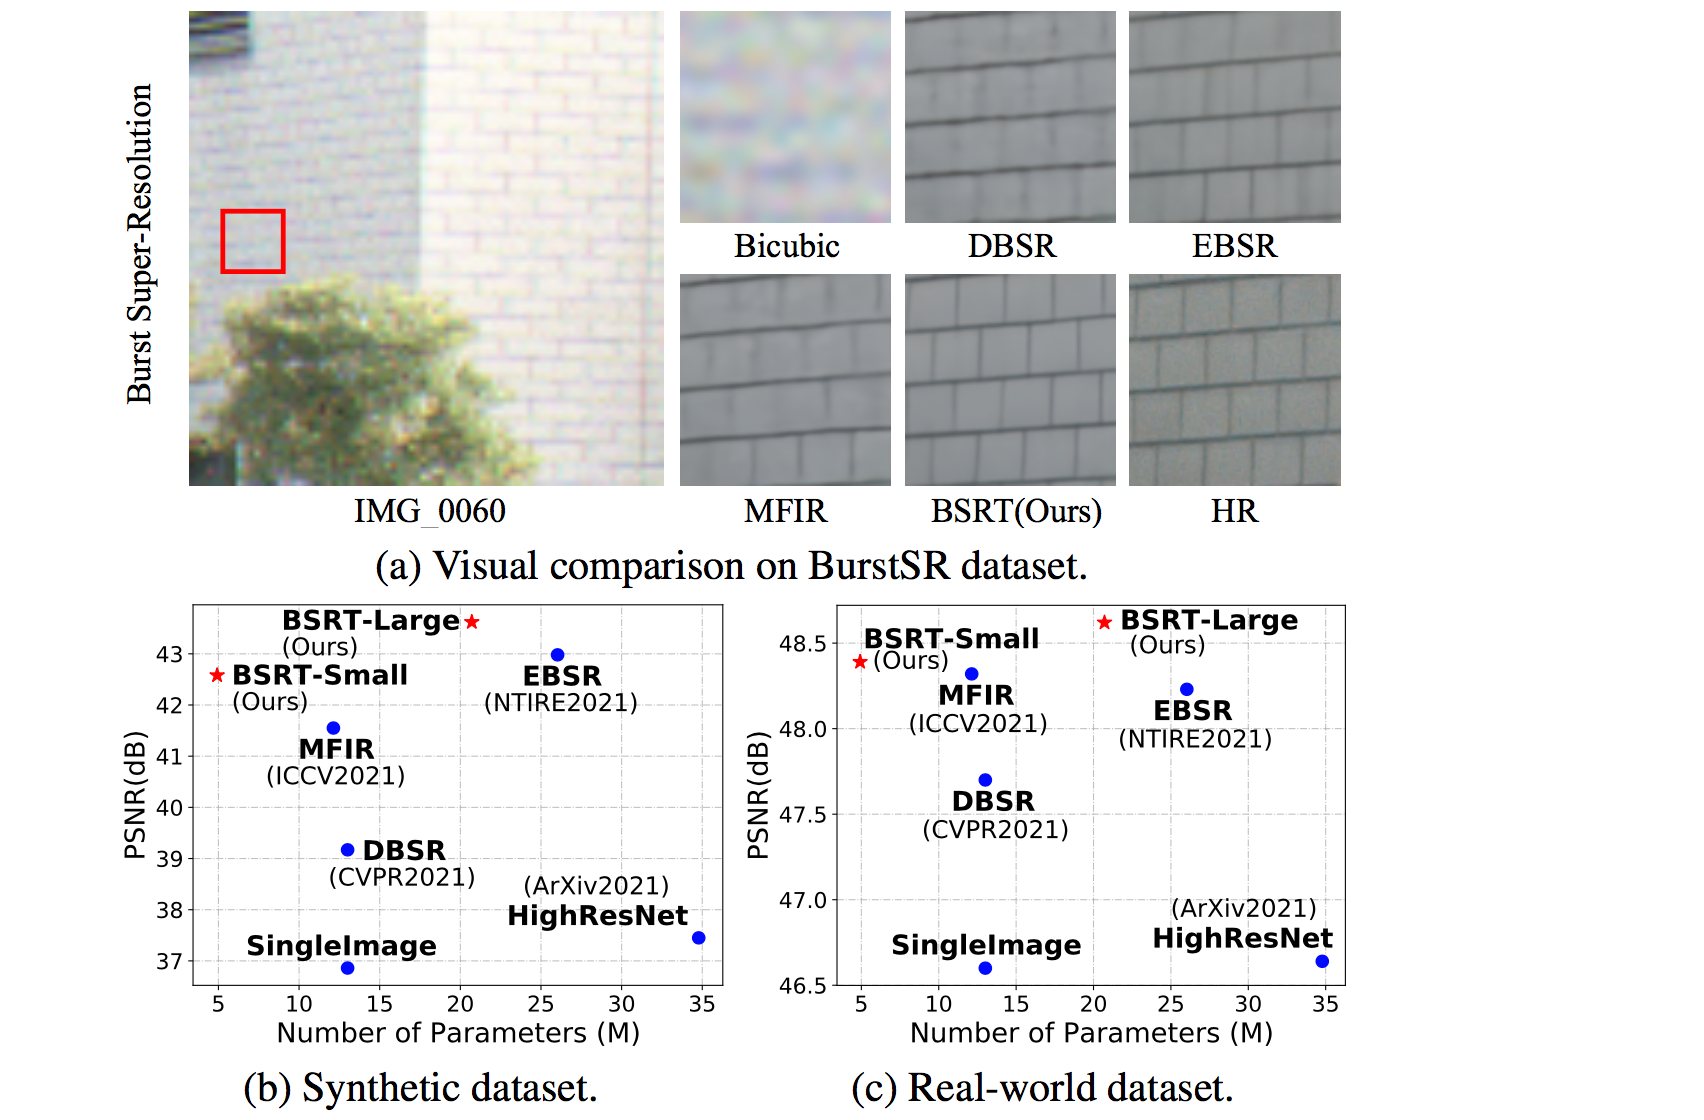 Burst Super-Resolution
Bicubic
DBSR
EBSR
IMG_0060
MFIR
BSRT(Ours)
HR
(a) Visual comparison on BurstSR dataset.
PSNR(dB)
43
42
41
40
39
38
37
BSRT-Large
(Ours)
BSRT-Small
(Ours)
EBSR
(NTIRE2021)
MFIR
(ICCV2021)
DBSR
(CVPR2021)
(ArXiv2021)
HighResNet
SingleImage
5 10 15 20 25 30 35
Number of Parameters (M)
(b) Synthetic dataset.
PSNR(dB)
48.5
48.0
47.5
47.0
46.5
BSRT-Large
(Ours)
BSRT-Small
(Ours)
MFIR
(ICCV2021)
EBSR
(NTIRE2021)
DBSR
(CVPR2021)
(ArXiv2021)
HighResNet
SingleImage
5 10 15 20 25 30 35
Number of Parameters (M)
(c) Real-world dataset.